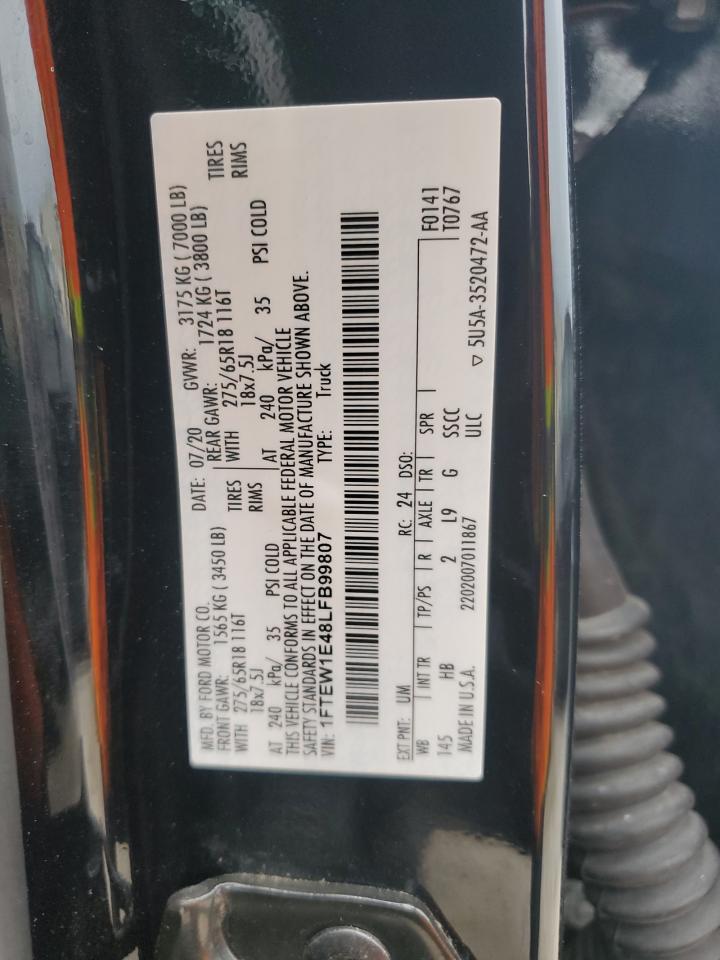 MFD. BY FORD MOTOR CO.
DATE: 07/20 GVWR: 3175 KG ( 7000 LB)
FRONT GAWR: 1565 KG ( 3450 LB) REAR GAWR: 1724 KG ( 3800 LB)
WITH 275/65R18 116T TIRES WITH 275/65R18 116T TIRES
18x7.5J RIMS 18x7.5J RIMS
AT 240 kPa/ 35 PSI COLD AT 240 kPa/ 35 PSI COLD
THIS VEHICLE CONFORMS TO ALL APPLICABLE FEDERAL MOTOR VEHICLE
SAFETY STANDARDS IN EFFECT ON THE DATE OF MANUFACTURE SHOWN ABOVE.
VIN: 1FTEW1E48LFB99807 TYPE: Truck
EXT PNT: UM RC: 24 DSO:
WB INT TR TP/PS R AXLE TR SPR F0141
145 HB 2 L9 G SSCC T0767
MADE IN U.S.A. 2202007011867 ULC ▽ 5U5A-3520472-AA